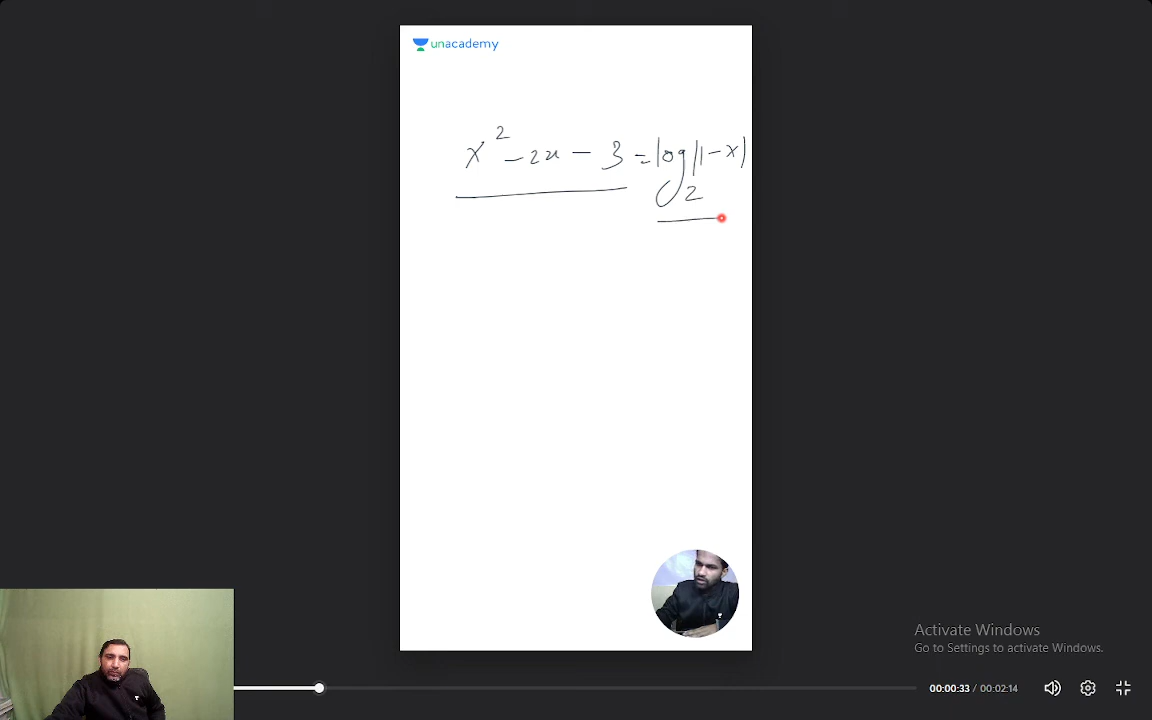 unacademy
x² – 2x – 3 = log₂|1 – x|
Activate Windows
Go to Settings to activate Windows.
00:00:33 / 00:02:14